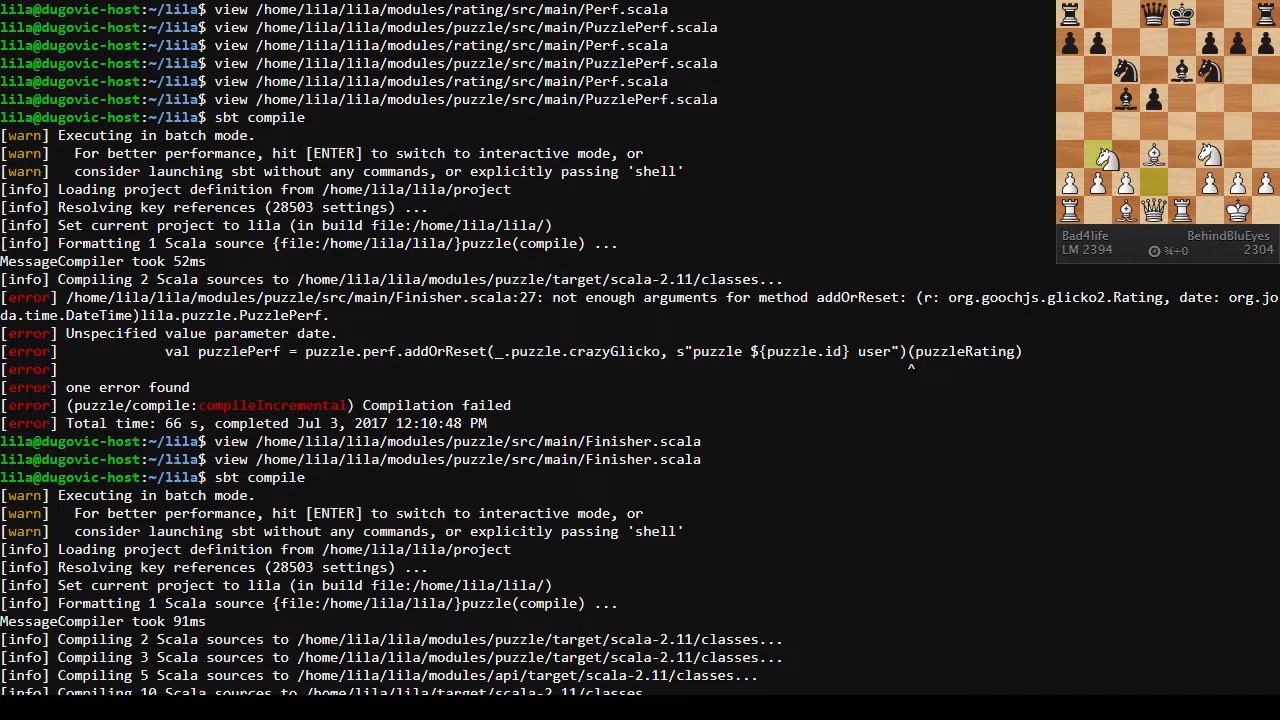 lila@dugovic-host:~/lila$ view /home/lila/lila/modules/rating/src/main/Perf.scala
lila@dugovic-host:~/lila$ view /home/lila/lila/modules/puzzle/src/main/PuzzlePerf.scala
lila@dugovic-host:~/lila$ view /home/lila/lila/modules/rating/src/main/Perf.scala
lila@dugovic-host:~/lila$ view /home/lila/lila/modules/puzzle/src/main/PuzzlePerf.scala
lila@dugovic-host:~/lila$ view /home/lila/lila/modules/rating/src/main/Perf.scala
lila@dugovic-host:~/lila$ view /home/lila/lila/modules/puzzle/src/main/PuzzlePerf.scala
lila@dugovic-host:~/lila$ sbt compile
[warn] Executing in batch mode.
[warn]   For better performance, hit [ENTER] to switch to interactive mode, or
[warn]   consider launching sbt without any commands, or explicitly passing 'shell'
[info] Loading project definition from /home/lila/lila/project
[info] Resolving key references (28503 settings) ...
[info] Set current project to lila (in build file:/home/lila/lila/)
[info] Formatting 1 Scala source {file:/home/lila/lila/}puzzle(compile) ...
MessageCompiler took 52ms
[info] Compiling 2 Scala sources to /home/lila/lila/modules/puzzle/target/scala-2.11/classes...
[error] /home/lila/lila/modules/puzzle/src/main/Finisher.scala:27: not enough arguments for method addOrReset: (r: org.goochjs.glicko2.Rating, date: org.jo
da.time.DateTime)lila.puzzle.PuzzlePerf.
[error] Unspecified value parameter date.
[error]             val puzzlePerf = puzzle.perf.addOrReset(_.puzzle.crazyGlicko, s"puzzle ${puzzle.id} user")(puzzleRating)
[error]                                                                                                       ^
[error] one error found
[error] (puzzle/compile:compileIncremental) Compilation failed
[error] Total time: 66 s, completed Jul 3, 2017 12:10:48 PM
lila@dugovic-host:~/lila$ view /home/lila/lila/modules/puzzle/src/main/Finisher.scala
lila@dugovic-host:~/lila$ view /home/lila/lila/modules/puzzle/src/main/Finisher.scala
lila@dugovic-host:~/lila$ sbt compile
[warn] Executing in batch mode.
[warn]   For better performance, hit [ENTER] to switch to interactive mode, or
[warn]   consider launching sbt without any commands, or explicitly passing 'shell'
[info] Loading project definition from /home/lila/lila/project
[info] Resolving key references (28503 settings) ...
[info] Set current project to lila (in build file:/home/lila/lila/)
[info] Formatting 1 Scala source {file:/home/lila/lila/}puzzle(compile) ...
MessageCompiler took 91ms
[info] Compiling 2 Scala sources to /home/lila/lila/modules/puzzle/target/scala-2.11/classes...
[info] Compiling 3 Scala sources to /home/lila/lila/modules/puzzle/target/scala-2.11/classes...
[info] Compiling 5 Scala sources to /home/lila/lila/modules/api/target/scala-2.11/classes...
[info] Compiling 10 Scala sources to /home/lila/lila/target/scala-2.11/classes...
Bad4life BehindBluEyes
LM 2394 ¾+0 2304